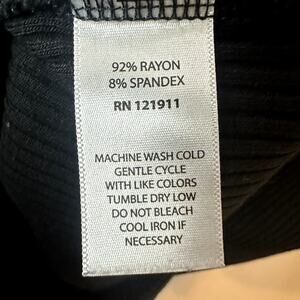 92% RAYON
8% SPANDEX
RN 121911
MACHINE WASH COLD
GENTLE CYCLE
WITH LIKE COLORS
TUMBLE DRY LOW
DO NOT BLEACH
COOL IRON IF
NECESSARY